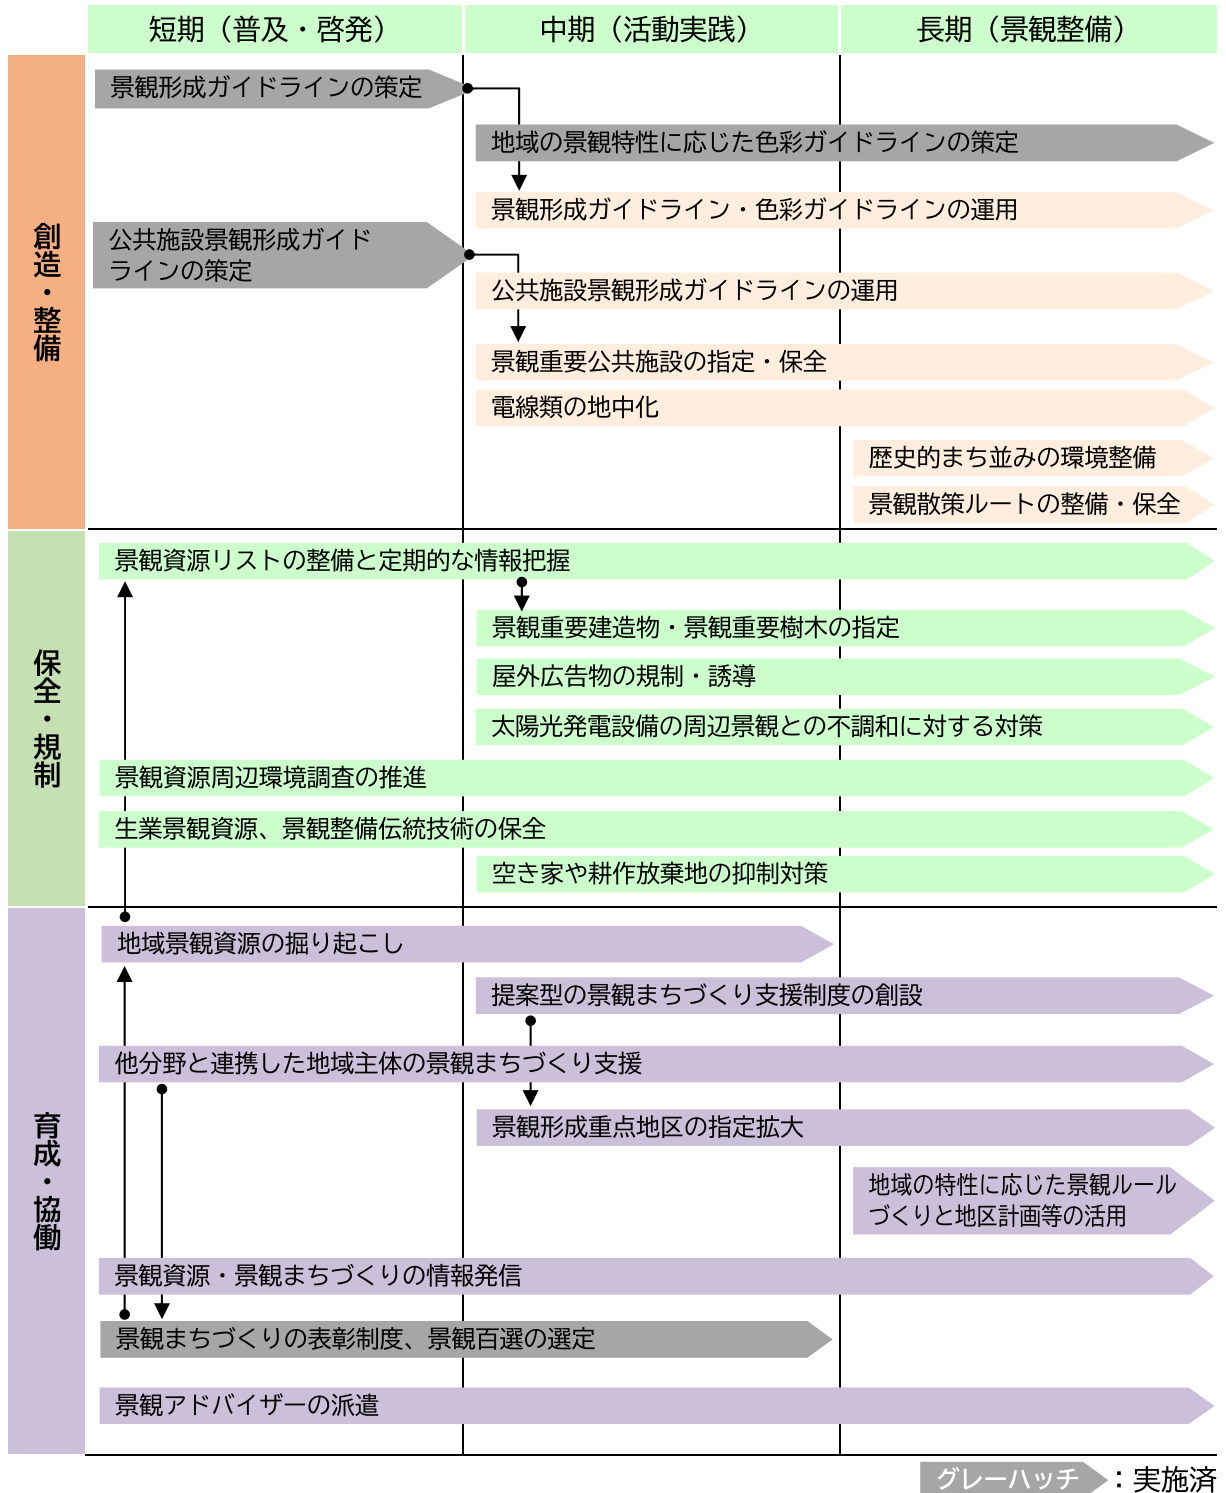 短期（普及・啓発）
中期（活動実践）
長期（景観整備）
創造・整備
景観形成ガイドラインの策定
地域の景観特性に応じた色彩ガイドラインの策定
景観形成ガイドライン・色彩ガイドラインの運用
公共施設景観形成ガイド
ラインの策定
公共施設景観形成ガイドラインの運用
景観重要公共施設の指定・保全
電線類の地中化
歴史的まち並みの環境整備
景観散策ルートの整備・保全
保全・規制
景観資源リストの整備と定期的な情報把握
景観重要建造物・景観重要樹木の指定
屋外広告物の規制・誘導
太陽光発電設備の周辺景観との不調和に対する対策
景観資源周辺環境調査の推進
生業景観資源、景観整備伝統技術の保全
空き家や耕作放棄地の抑制対策
育成・協働
地域景観資源の掘り起こし
提案型の景観まちづくり支援制度の創設
他分野と連携した地域主体の景観まちづくり支援
景観形成重点地区の指定拡大
地域の特性に応じた景観ルール
づくりと地区計画等の活用
景観資源・景観まちづくりの情報発信
景観まちづくりの表彰制度、景観百選の選定
景観アドバイザーの派遣
グレーハッチ：実施済